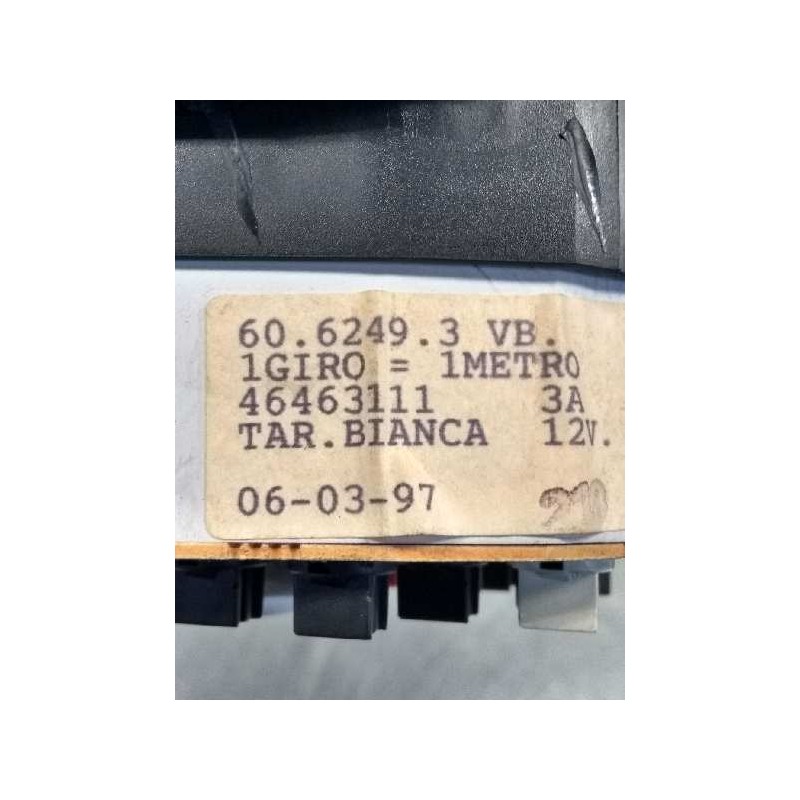 60.6249.3 VB.
1GIRO = 1METRO
46463111 3A
TAR.BIANCA 12V.
06-03-97